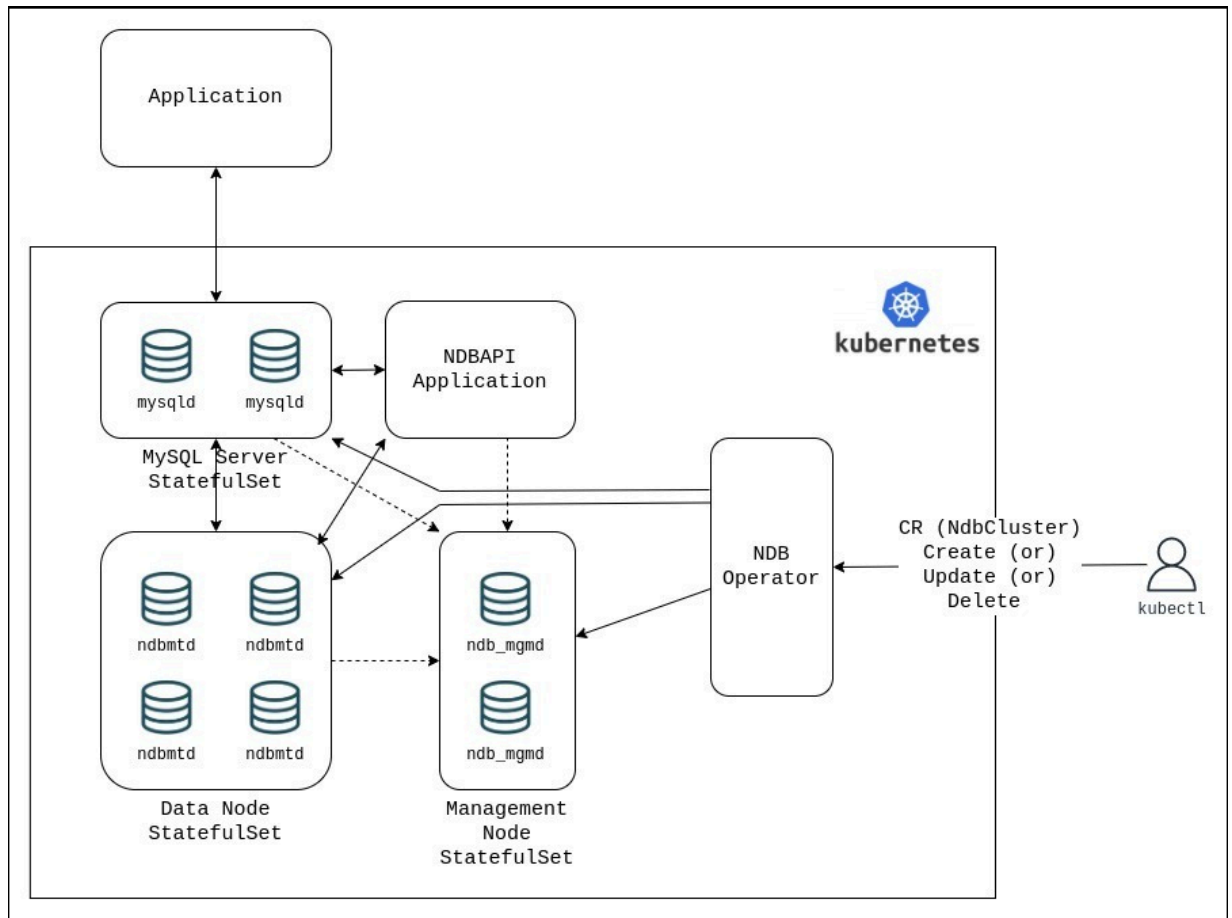 Application
kubernetes
mysqld
mysqld
NDBAPI
Application
MySQL Server
StatefulSet
NDB
Operator
CR (NdbCluster)
Create (or)
Update (or)
Delete
kubectl
ndbmtd
ndbmtd
ndbmtd
ndbmtd
ndb_mgmd
ndb_mgmd
Data Node
StatefulSet
Management
Node
StatefulSet